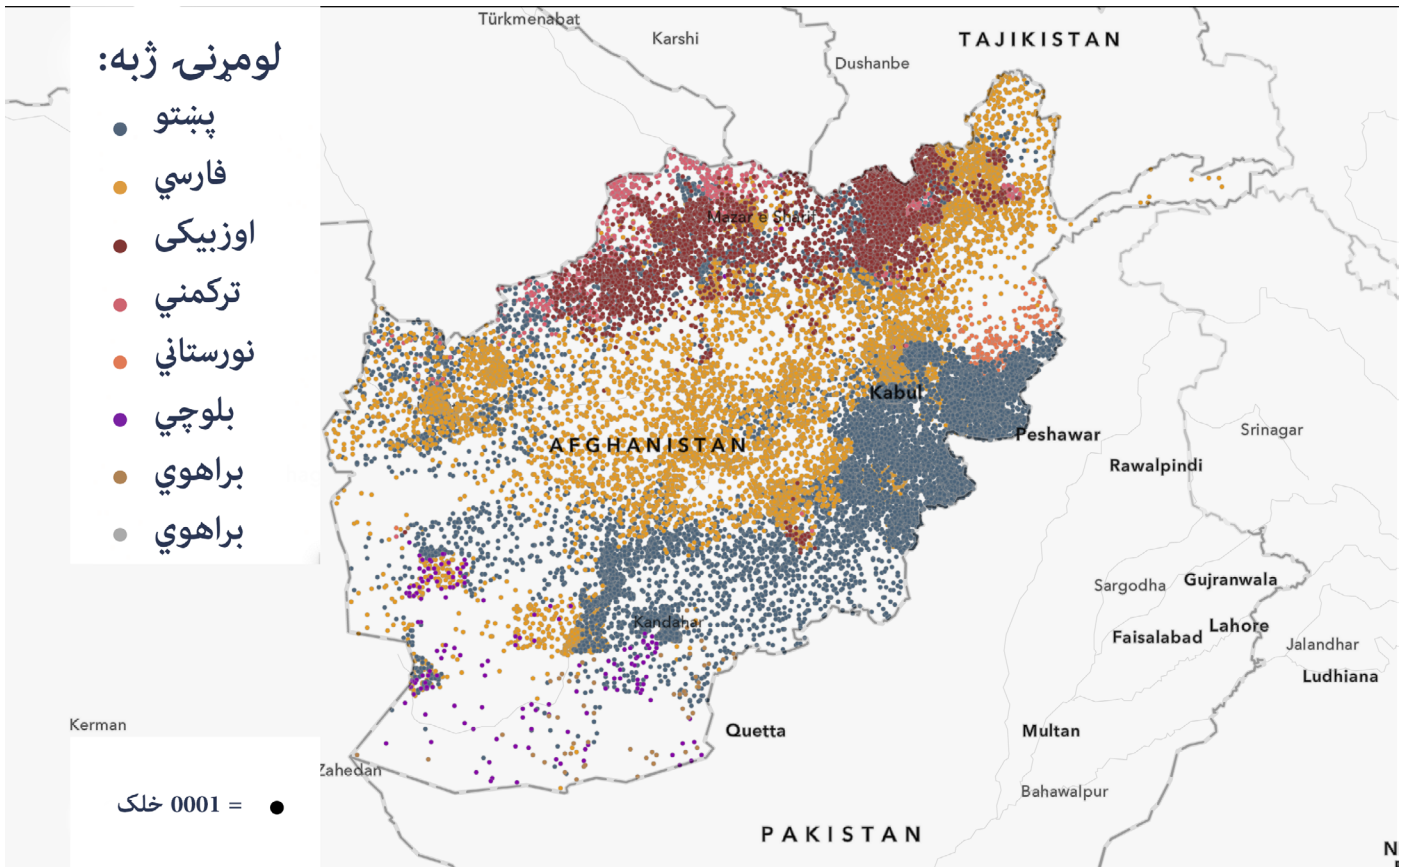 لومړنۍ ژبه:
پښتو
فارسي
اوزبیکی
ترکمني
نورستاني
بلوچي
براهوي
براهوي
= 0001 خلک
Türkmenabat
Karshi
TAJIKISTAN
Dushanbe
Mazar e Sharif
Kabul
AFGHANISTAN
Peshawar
Srinagar
Rawalpindi
Sargodha
Gujranwala
Kandahar
Faisalabad
Lahore
Jalandhar
Ludhiana
Kerman
Quetta
Multan
Zahedan
Bahawalpur
PAKISTAN
N